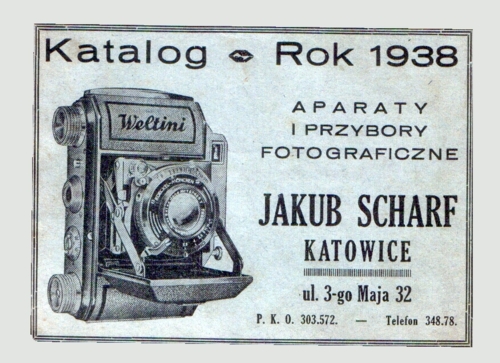 Katalog Rok 1938
APARATY
I PRZYBORY
FOTOGRAFICZNE
Weltini
JAKUB SCHARF
KATOWICE
ul. 3-go Maja 32
P. K. O. 303.572. — Telefon 348.78.